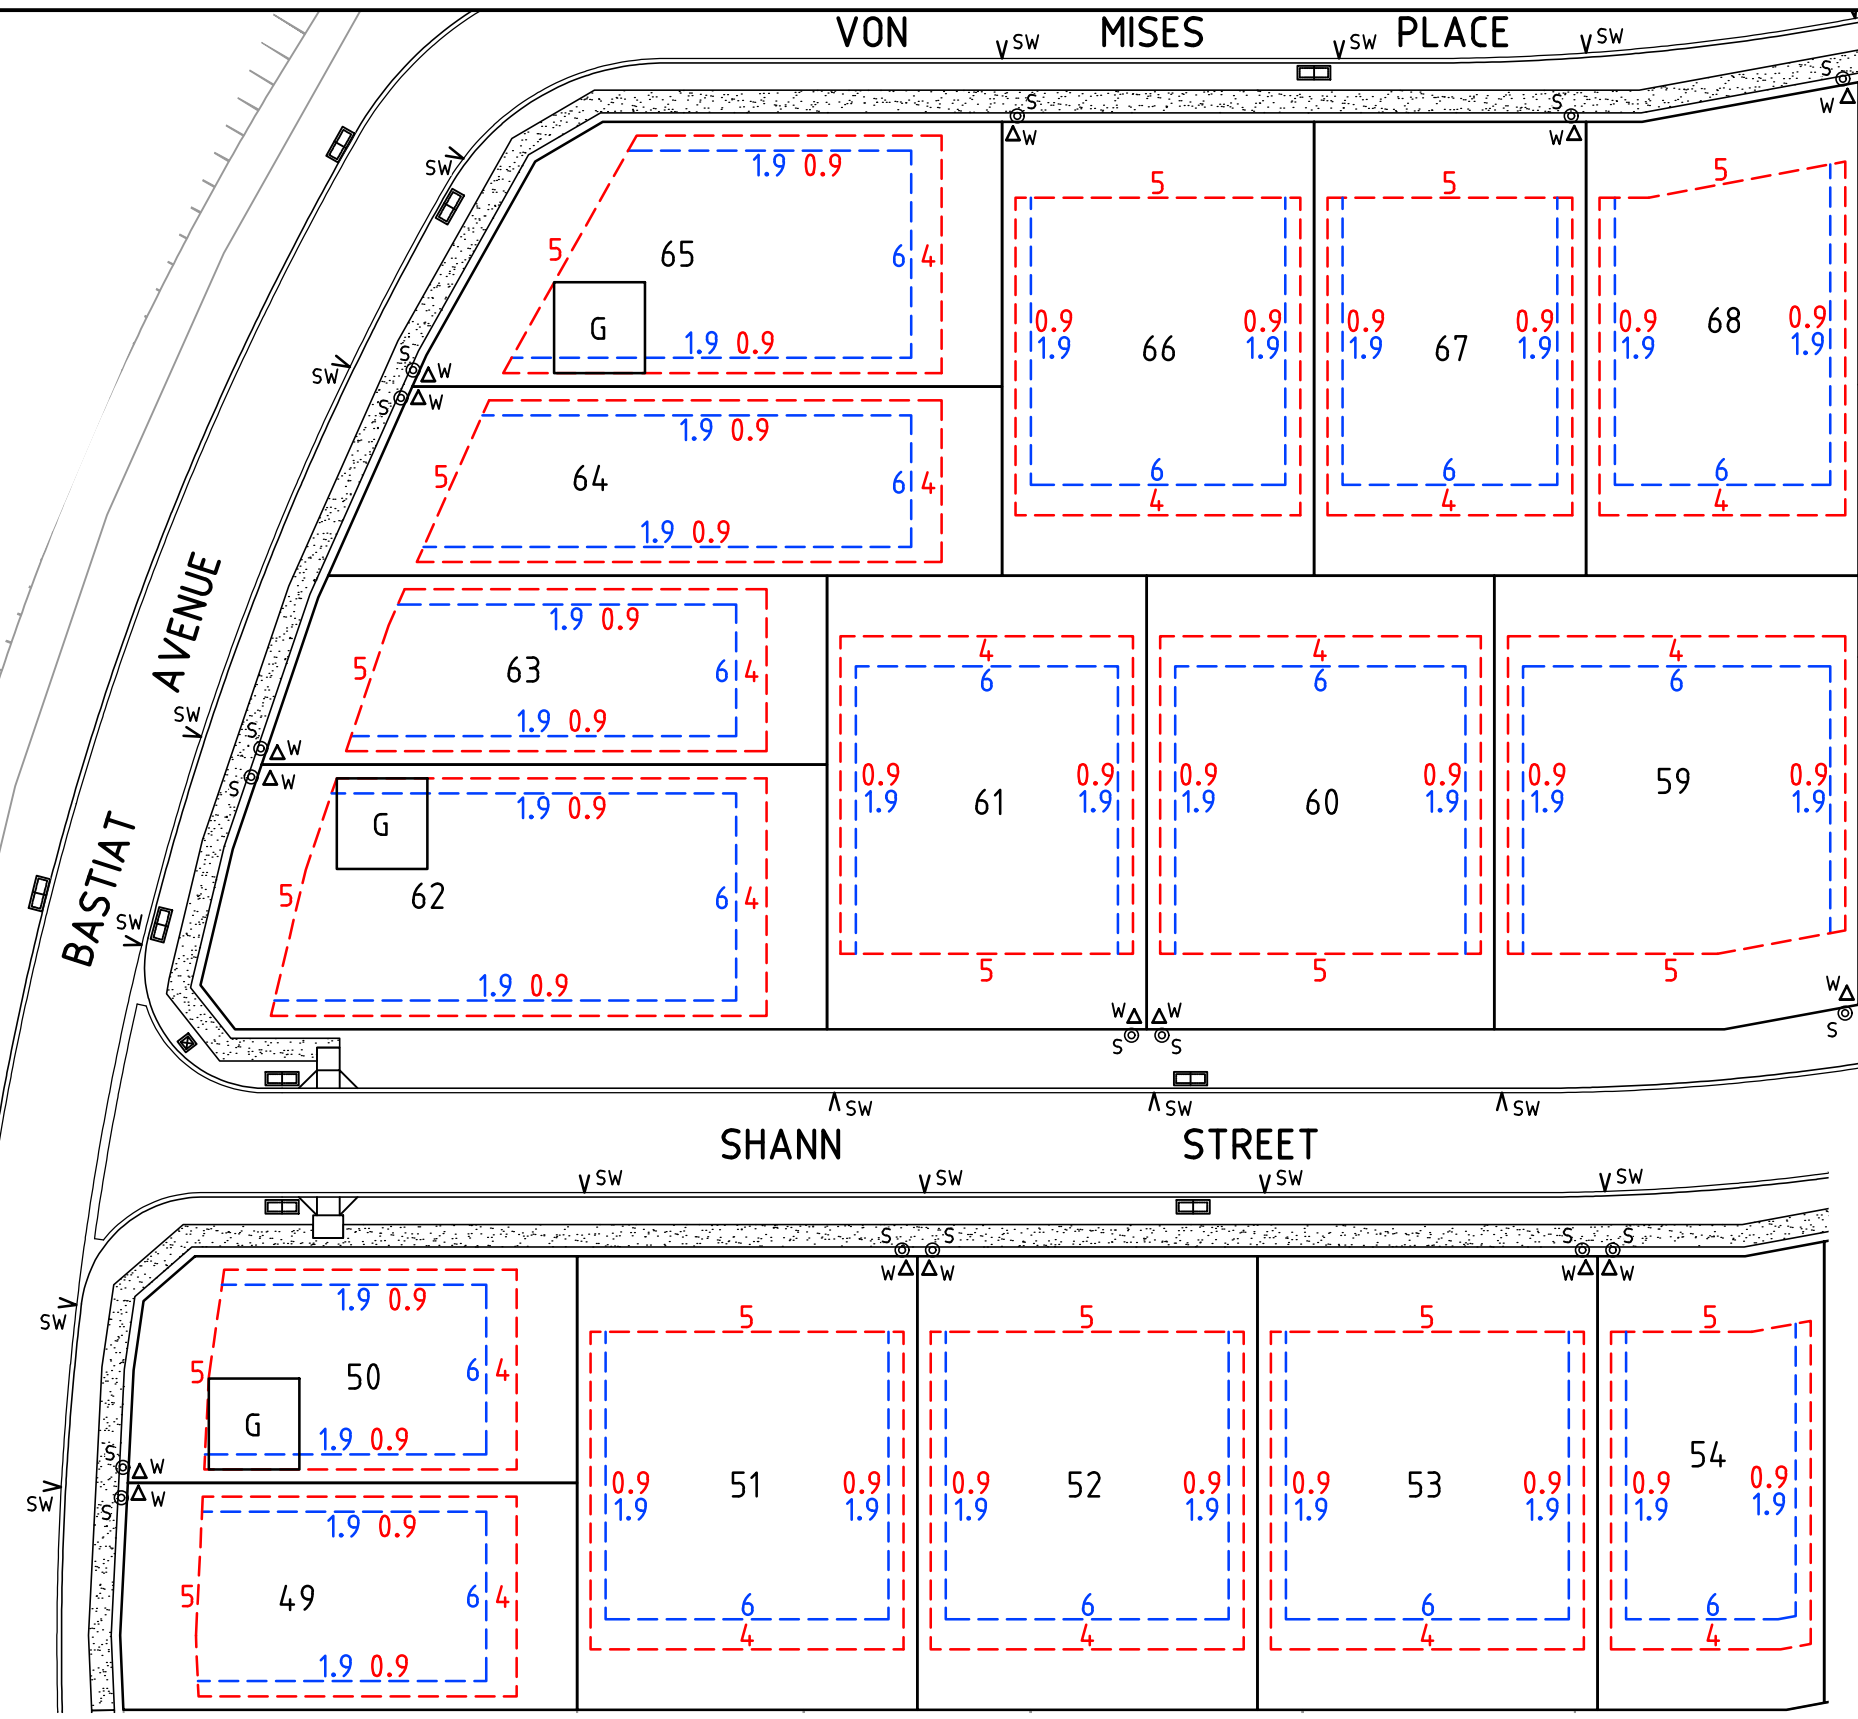 VON MISES PLACE
SW SW SW
S S S
W W W
SW
1.9 0.9
5 5 5
5 65 6 4
G
1.9 0.9
0.9 0.9 0.9 0.9 0.9 68 0.9
1.9 66 1.9 1.9 67 1.9 1.9 1.9
SW
S W
S W
1.9 0.9
5 64 6 4
6 6 6
4 4 4
1.9 0.9
AVENUE
1.9 0.9
4 4 4
6 6 6
5 63 6 4
SW
1.9 0.9
S W
S W
0.9 0.9 0.9 0.9 0.9 59 0.9
1.9 61 1.9 1.9 60 1.9 1.9 1.9
1.9 0.9
G
BASTIAT
5 62 6 4
SW
1.9 0.9
5 5 5
W W W
S S S
SW SW SW
SHANN STREET
SW SW SW SW
S S S S
W W W W
1.9 0.9
SW
5 5 5 5
5 50 6 4
G
1.9 0.9
S W
S W
SW
0.9 0.9 0.9 0.9 0.9 0.9 0.9 54 0.9
1.9 51 1.9 1.9 52 1.9 1.9 53 1.9 1.9 1.9
1.9 0.9
5 49 6 4
6 6 6 6
4 4 4 4
1.9 0.9